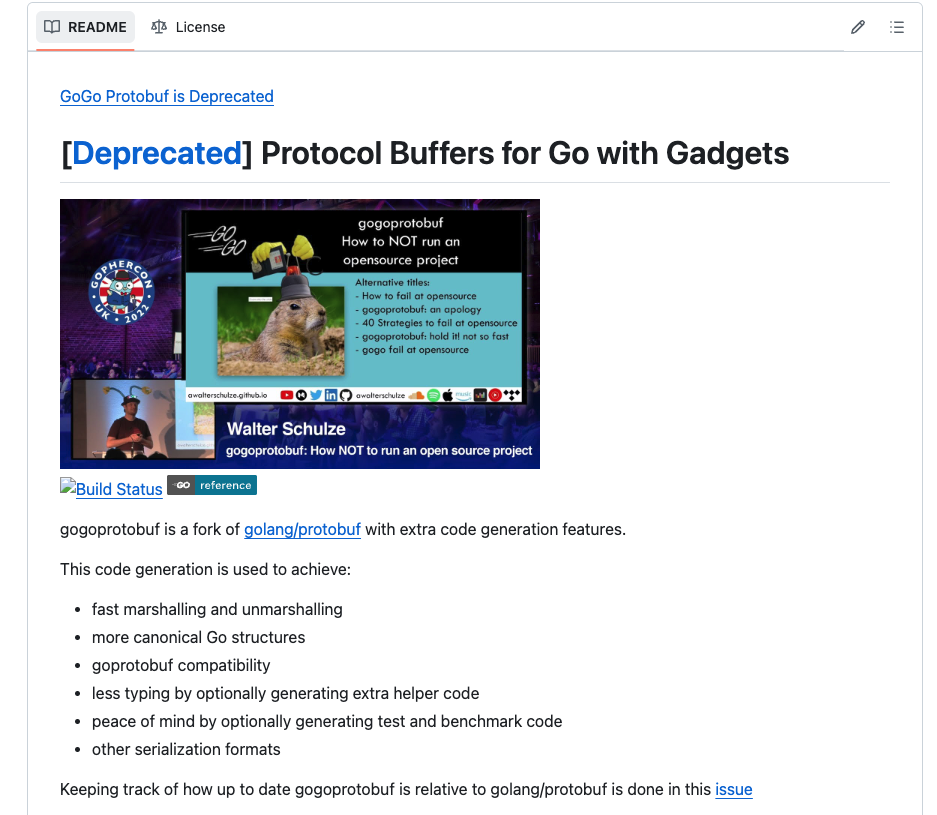 README
License
GoGo Protobuf is Deprecated
[Deprecated] Protocol Buffers for Go with Gadgets
GO
GO
gogoprotobuf
How to NOT run an
opensource project
Alternative titles:
- How to fail at opensource
- gogoprotobuf: an apology
- 40 Strategies to fail at opensource
- gogoprotobuf: hold it! not so fast
- gogo fail at opensource
GOPHERCON
UK • 2022
awalterschulze.github.io
awalterschulze
music
Walter Schulze
gogoprotobuf: How NOT to run an open source project
Build Status
GO reference
gogoprotobuf is a fork of golang/protobuf with extra code generation features.
This code generation is used to achieve:
• fast marshalling and unmarshalling
• more canonical Go structures
• goprotobuf compatibility
• less typing by optionally generating extra helper code
• peace of mind by optionally generating test and benchmark code
• other serialization formats
Keeping track of how up to date gogoprotobuf is relative to golang/protobuf is done in this issue